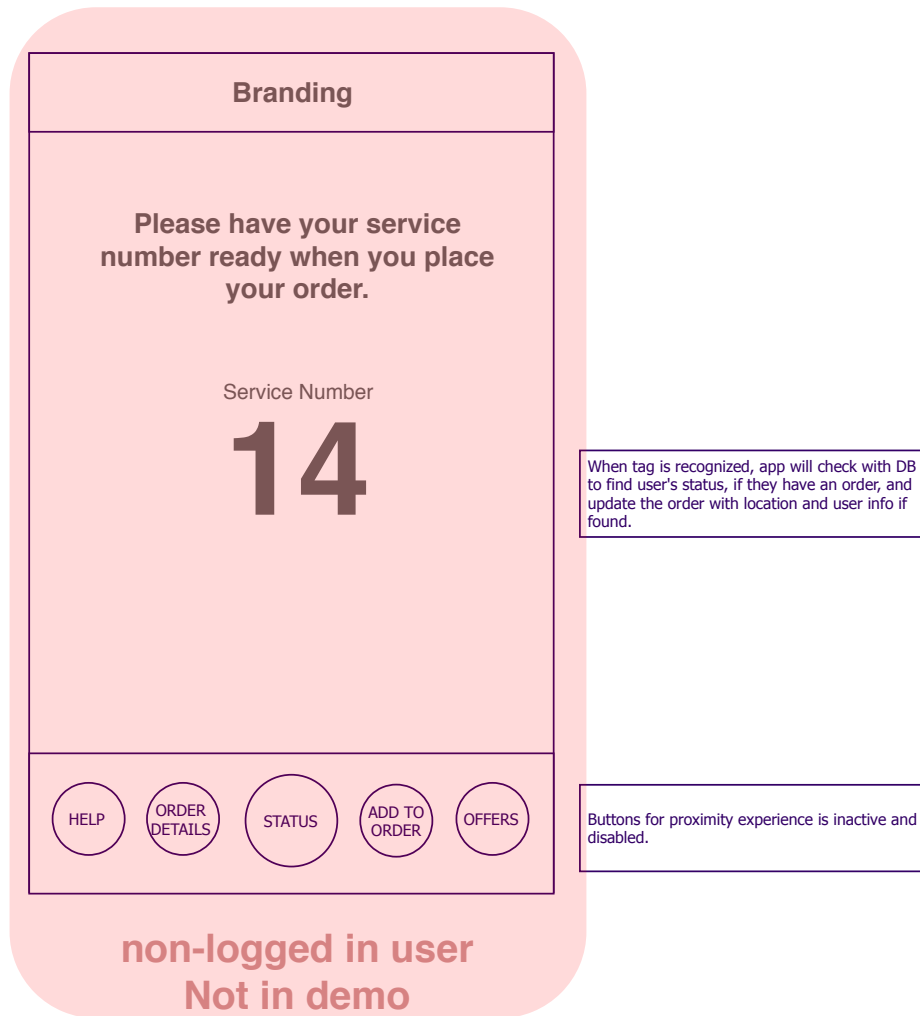 Branding
Please have your service
number ready when you place
your order.
Service Number
14
When tag is recognized, app will check with DB
to find user's status, if they have an order, and
update the order with location and user info if
found.
HELP
ORDER
DETAILS
STATUS
ADD TO
ORDER
OFFERS
Buttons for proximity experience is inactive and
disabled.
non-logged in user
Not in demo